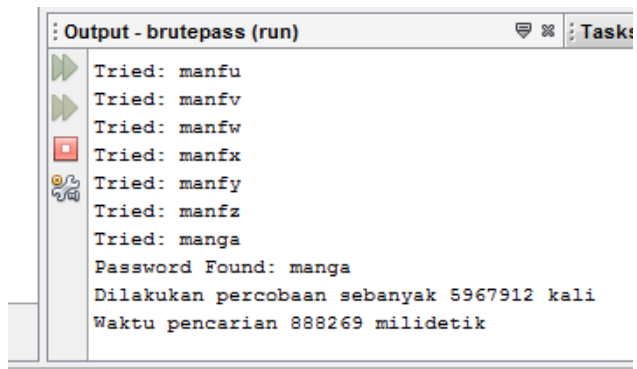 Output - brutepass (run)
Tasks
Tried: manfu
Tried: manfv
Tried: manfw
Tried: manfx
Tried: manfy
Tried: manfz
Tried: manga
Password Found: manga
Dilakukan percobaan sebanyak 5967912 kali
Waktu pencarian 888269 milidetik